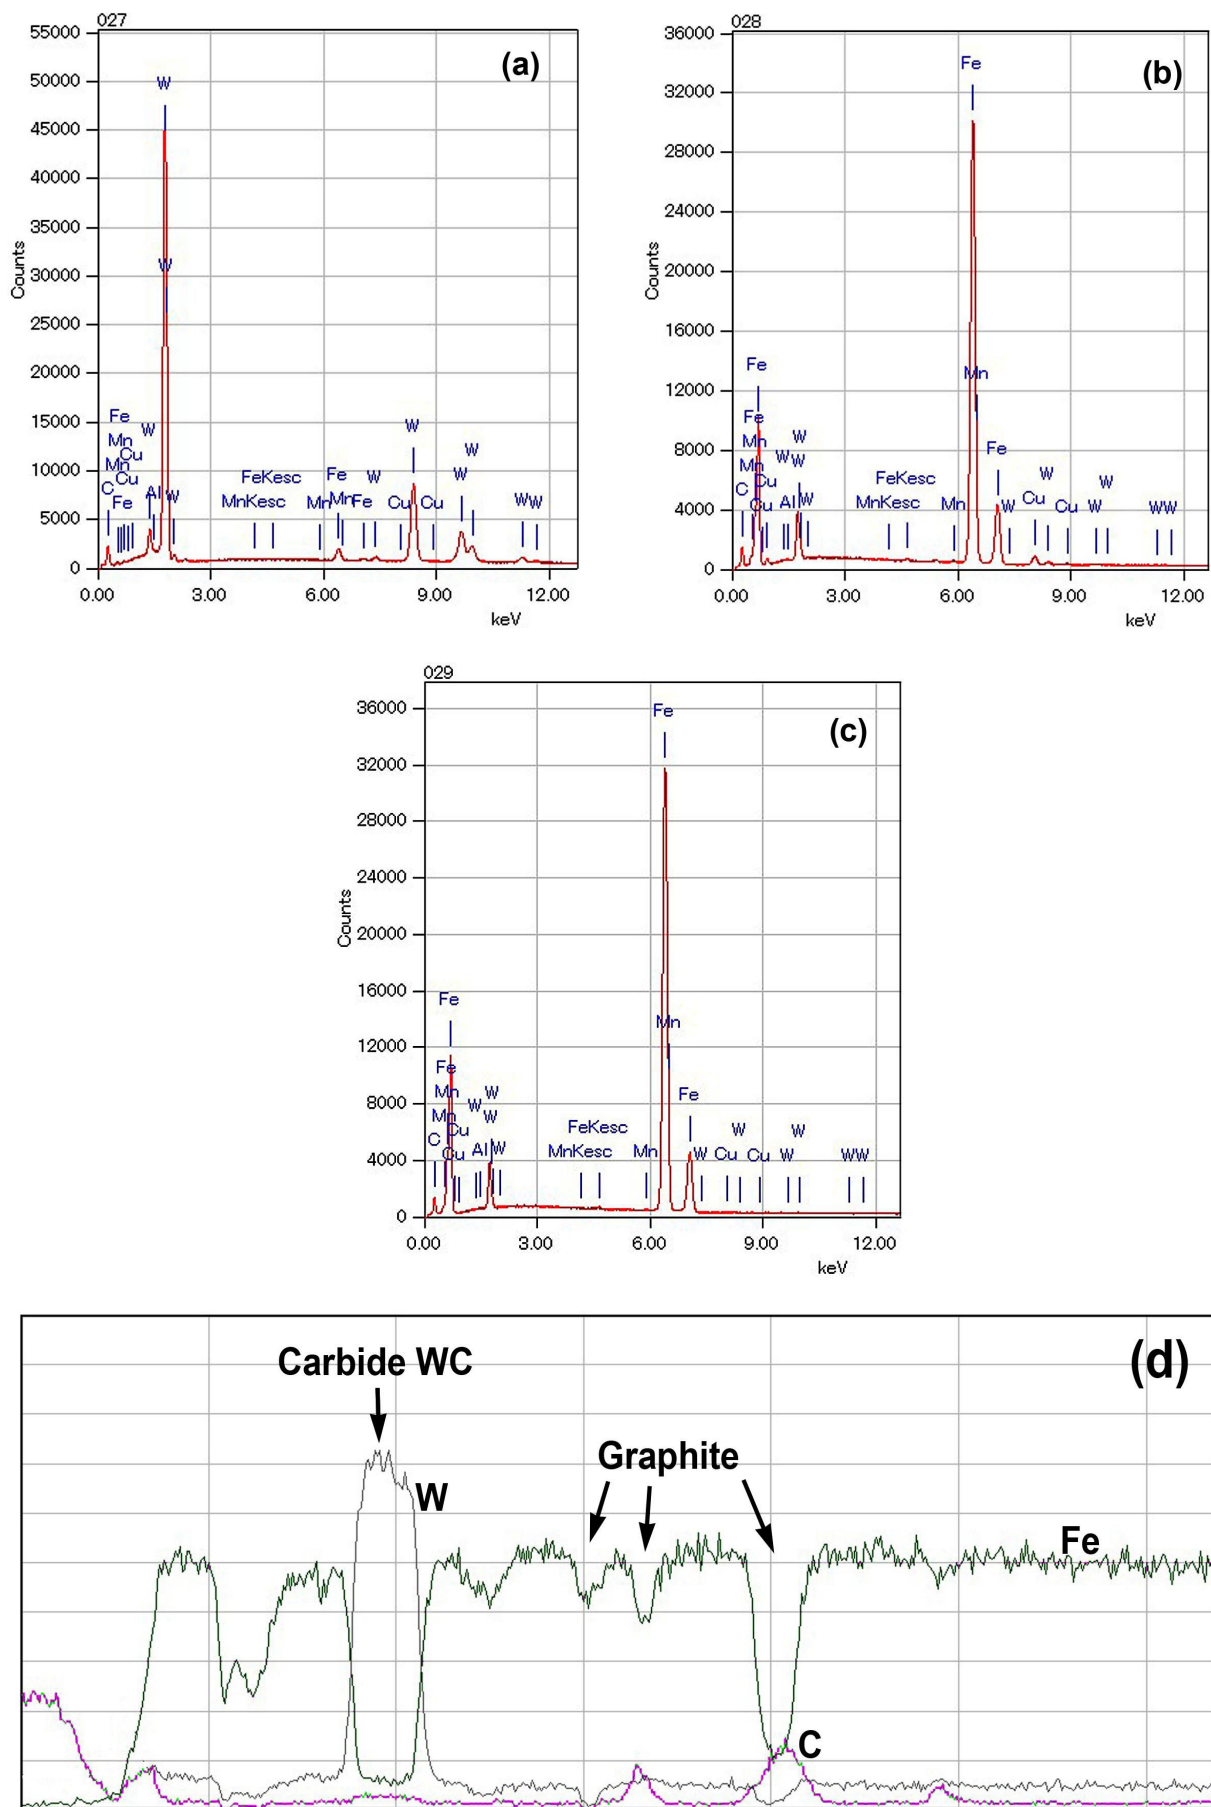 027
(a)
55000
50000
45000
40000
35000
30000
25000
20000
15000
10000
5000
0
Counts
W
W
Fe
Mn
Mn
Cu
Cu
C
Fe
W
Al
W
FeKesc
MnKesc
Mn
Fe
Mn
Fe
W
Cu
W
Cu
W
W
W
W
0.00 3.00 6.00 9.00 12.00
keV
028
(b)
36000
32000
28000
24000
20000
16000
12000
8000
4000
0
Counts
Fe
Mn
Fe
Fe
Mn
Mn
Cu
C
Cu
W
W
W
Al
W
FeKesc
MnKesc
Mn
Fe
W
Cu
W
Cu
W
W
W
W
0.00 3.00 6.00 9.00 12.00
keV
029
(c)
36000
32000
28000
24000
20000
16000
12000
8000
4000
0
Counts
Fe
Mn
Fe
Fe
Mn
Mn
Cu
C
Cu
W
W
W
Al
W
FeKesc
MnKesc
Mn
Fe
W
Cu
W
Cu
W
W
W
W
0.00 3.00 6.00 9.00 12.00
keV
(d)
Carbide WC
Graphite
W
Fe
C